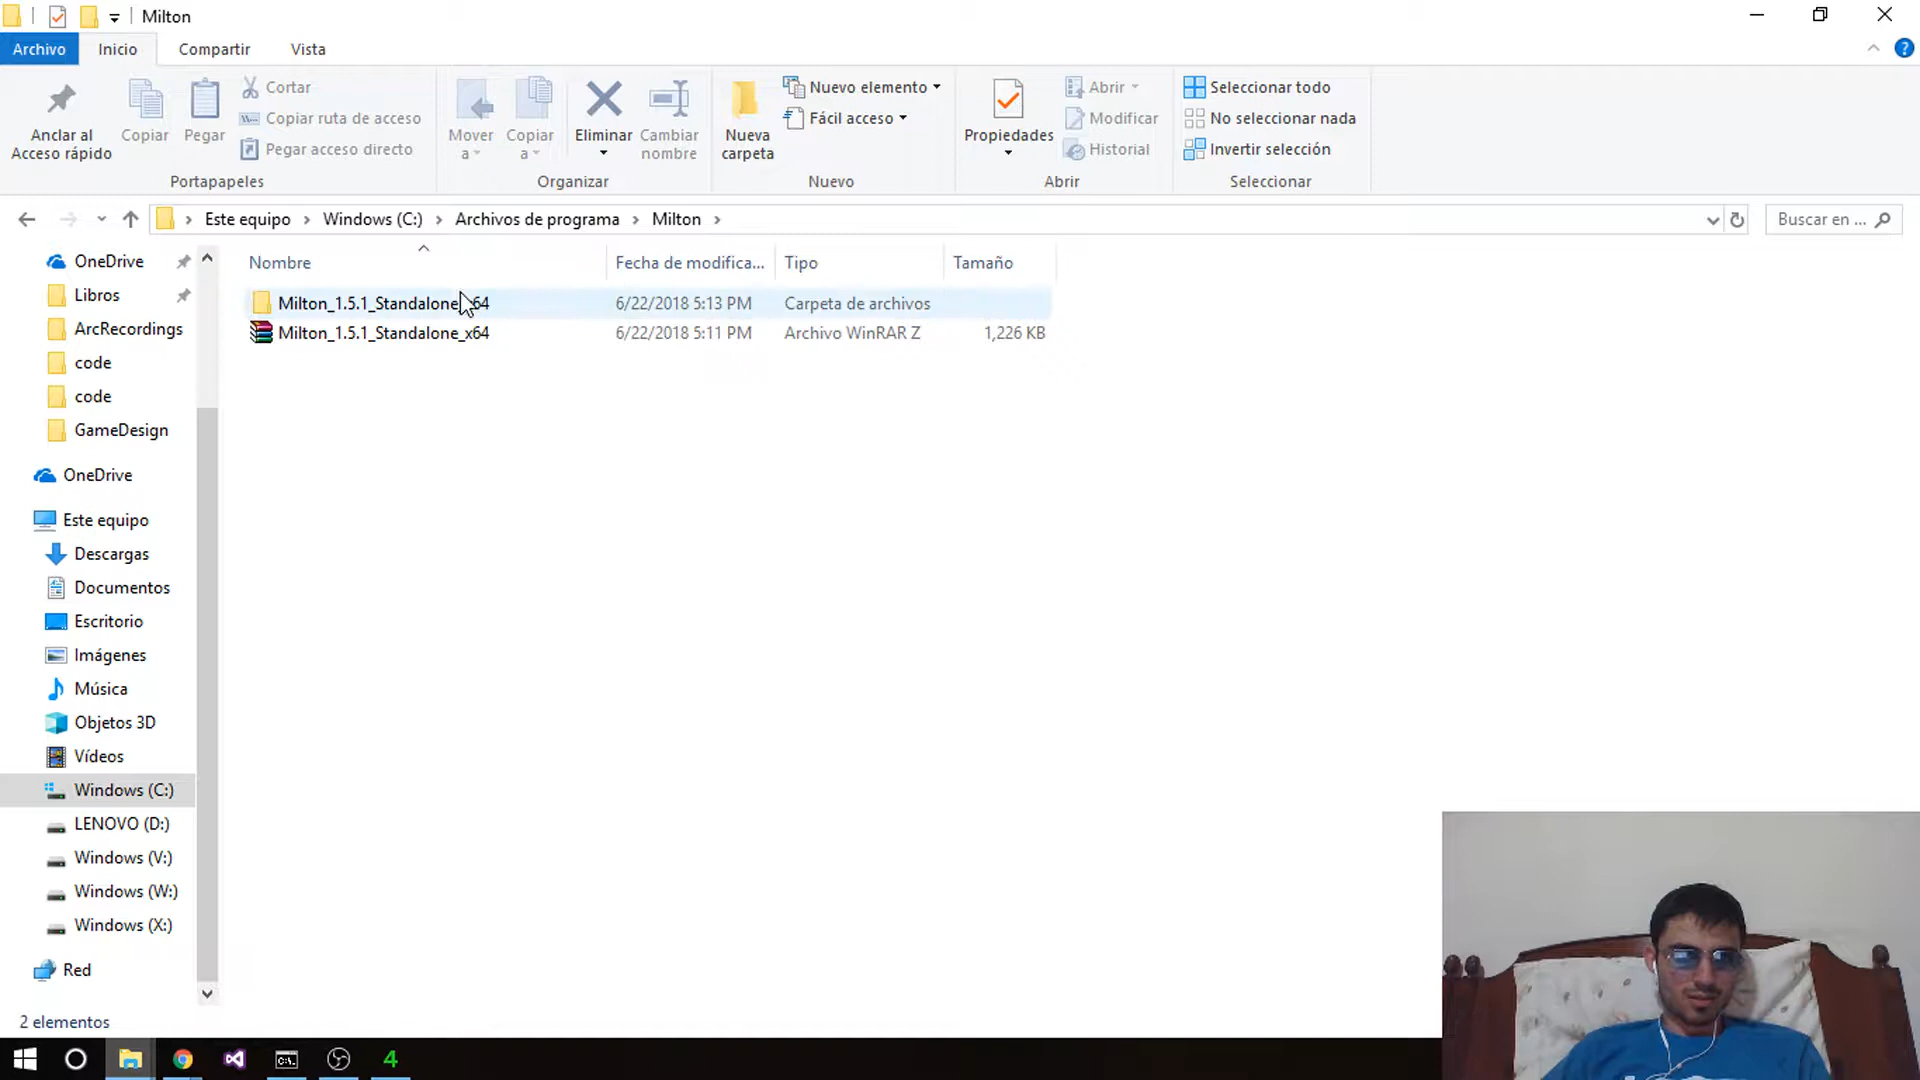 Milton
Archivo Inicio Compartir Vista
Anclar al Acceso rápido
Copiar
Pegar
Cortar
Copiar ruta de acceso
Pegar acceso directo
Portapapeles
Mover a
Copiar a
Eliminar
Cambiar nombre
Organizar
Nueva carpeta
Nuevo elemento
Fácil acceso
Nuevo
Propiedades
Abrir
Modificar
Historial
Abrir
Seleccionar todo
No seleccionar nada
Invertir selección
Seleccionar
Este equipo › Windows (C:) › Archivos de programa › Milton ›
Buscar en ...
Nombre Fecha de modifica... Tipo Tamaño
Milton_1.5.1_Standalone_x64 6/22/2018 5:13 PM Carpeta de archivos
Milton_1.5.1_Standalone_x64 6/22/2018 5:11 PM Archivo WinRAR Z 1,226 KB
OneDrive
Libros
ArcRecordings
code
code
GameDesign
OneDrive
Este equipo
Descargas
Documentos
Escritorio
Imágenes
Música
Objetos 3D
Vídeos
Windows (C:)
LENOVO (D:)
Windows (V:)
Windows (W:)
Windows (X:)
Red
2 elementos
C:\
4